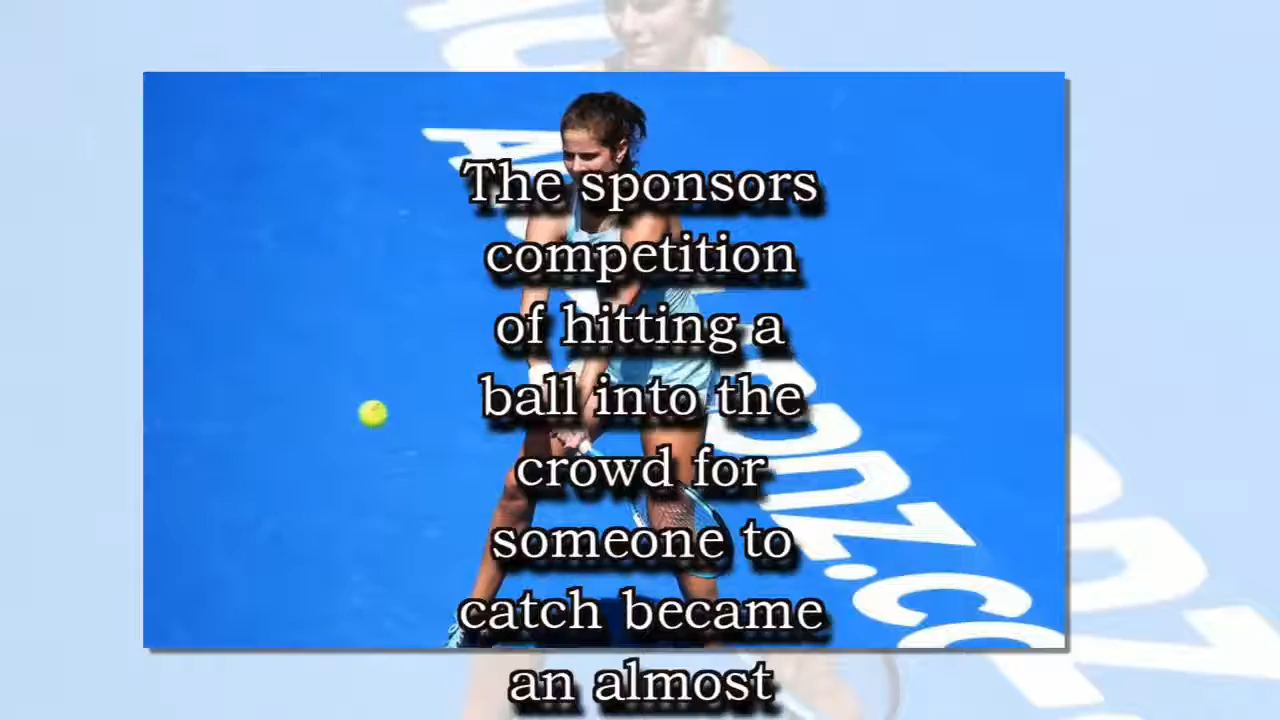 The sponsors
competition
of hitting a
ball into the
crowd for
someone to
catch became
an almost